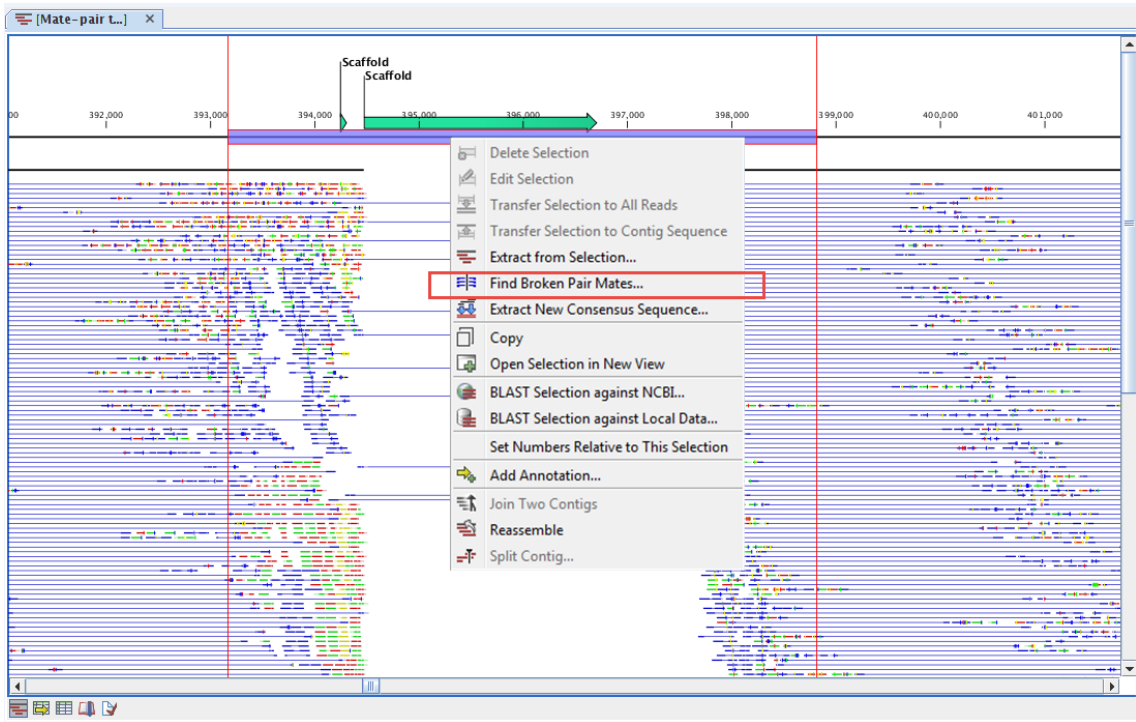 [Mate-pair t...]
Scaffold
Scaffold
00 392,000 393,000 394,000 395,000 396,000 397,000 398,000 399,000 400,000 401,000
Delete Selection
Edit Selection
Transfer Selection to All Reads
Transfer Selection to Contig Sequence
Extract from Selection...
Find Broken Pair Mates...
Extract New Consensus Sequence...
Copy
Open Selection in New View
BLAST Selection against NCBI...
BLAST Selection against Local Data...
Set Numbers Relative to This Selection
Add Annotation...
Join Two Contigs
Reassemble
Split Contig...